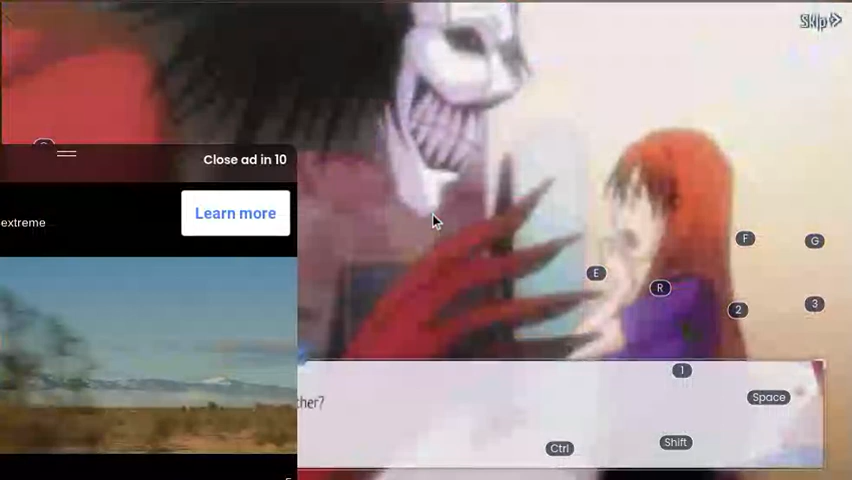 Skip
Close ad in 10
Learn more
extreme
F
G
E
R
2
3
1
ther?
Space
Shift
Ctrl